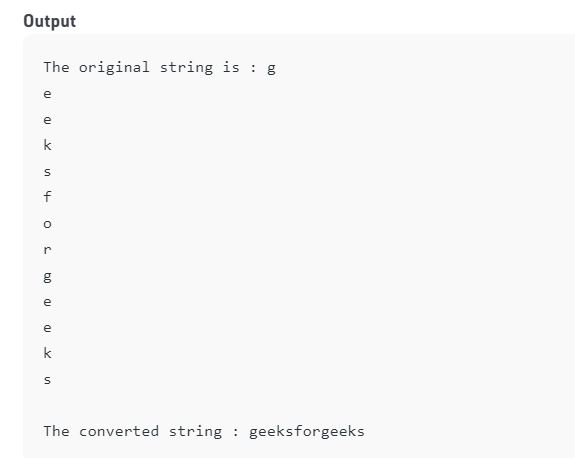 Output
The original string is : g
e
e
k
s
f
o
r
g
e
e
k
s
The converted string : geeksforgeeks